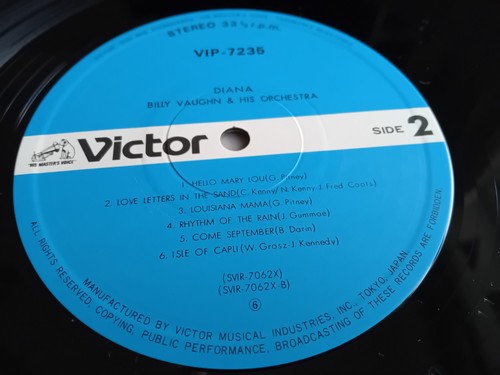 STEREO 33⅓ r.p.m.
VIP-7235
DIANA
BILLY VAUGHN & HIS ORCHESTRA
"HIS MASTER'S VOICE"
Victor
SIDE 2
1. HELLO MARY LOU(G. Pitney)
2. LOVE LETTERS IN THE SAND(C. Kenny/N. Kenny-J. Fred Coots)
3. LOUISIANA MAMA(G. Pitney)
4. RHYTHM OF THE RAIN(J. Gummoe)
5. COME SEPTEMBER(B. Darin)
6. ISLE OF CAPLI(W. Grosz-J. Kennedy)
(SVIR-7062X)
(SVIR-7062X-B)
⑥
MANUFACTURED BY VICTOR MUSICAL INDUSTRIES, INC., TOKYO, JAPAN.
ALL RIGHTS RESERVED, COPYING, PUBLIC PERFORMANCE, BROADCASTING OF THESE RECORDS ARE FORBIDDEN